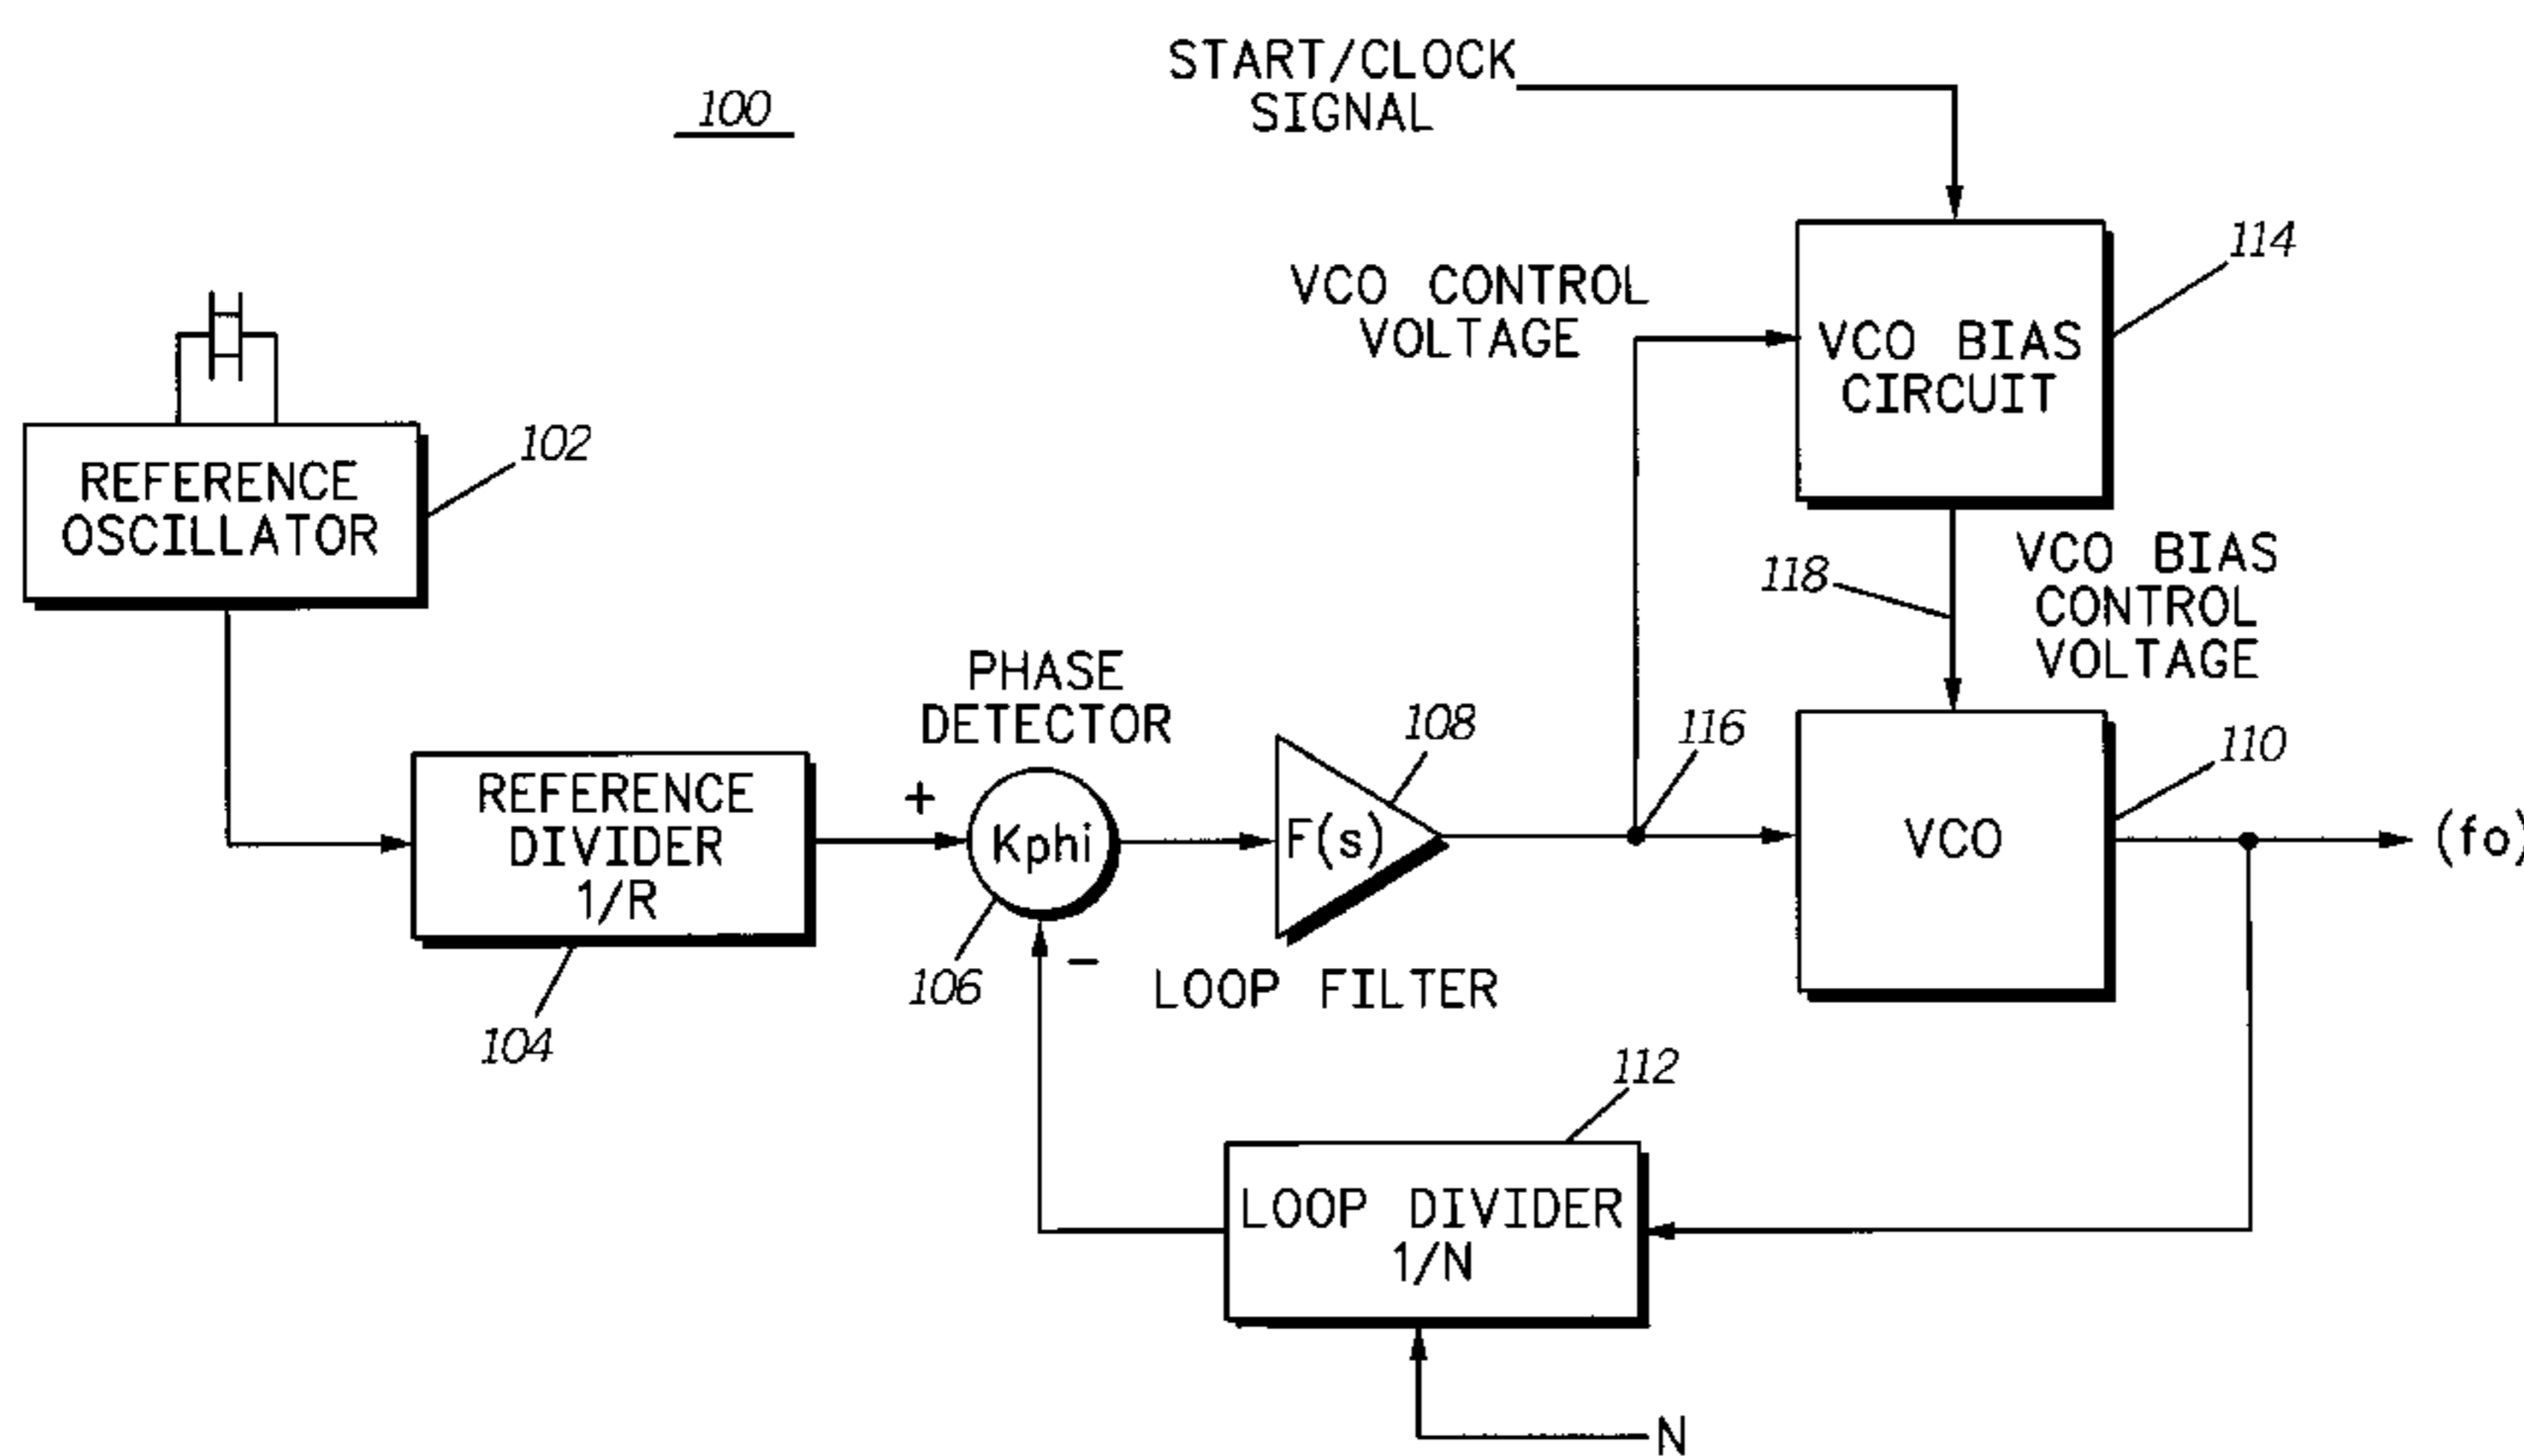 START/CLOCK
SIGNAL
100
114
VCO CONTROL
VOLTAGE
VCO BIAS
CIRCUIT
102
REFERENCE
OSCILLATOR
118
VCO BIAS
CONTROL
VOLTAGE
PHASE
DETECTOR
108
116
110
REFERENCE
DIVIDER
1/R
+
Kphi
F(s)
VCO
(fo)
106
−
LOOP FILTER
104
112
LOOP DIVIDER
1/N
N